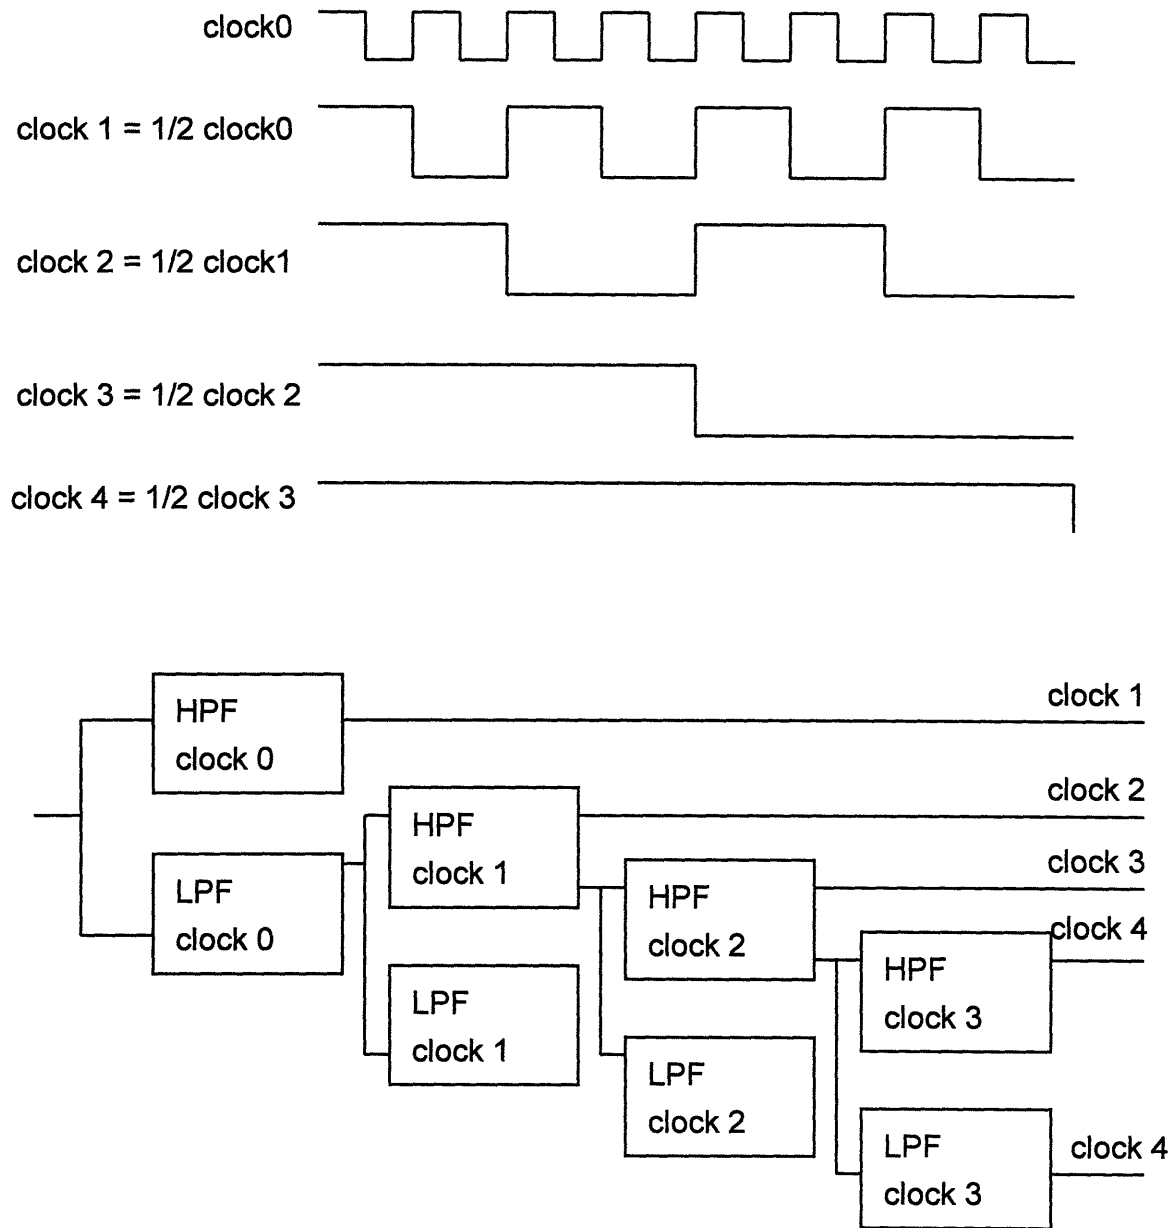 clock0
clock 1 = 1/2 clock0
clock 2 = 1/2 clock1
clock 3 = 1/2 clock 2
clock 4 = 1/2 clock 3
HPF
clock 0
clock 1
LPF
clock 0
HPF
clock 1
clock 2
LPF
clock 1
HPF
clock 2
clock 3
LPF
clock 2
HPF
clock 3
clock 4
LPF
clock 3
clock 4